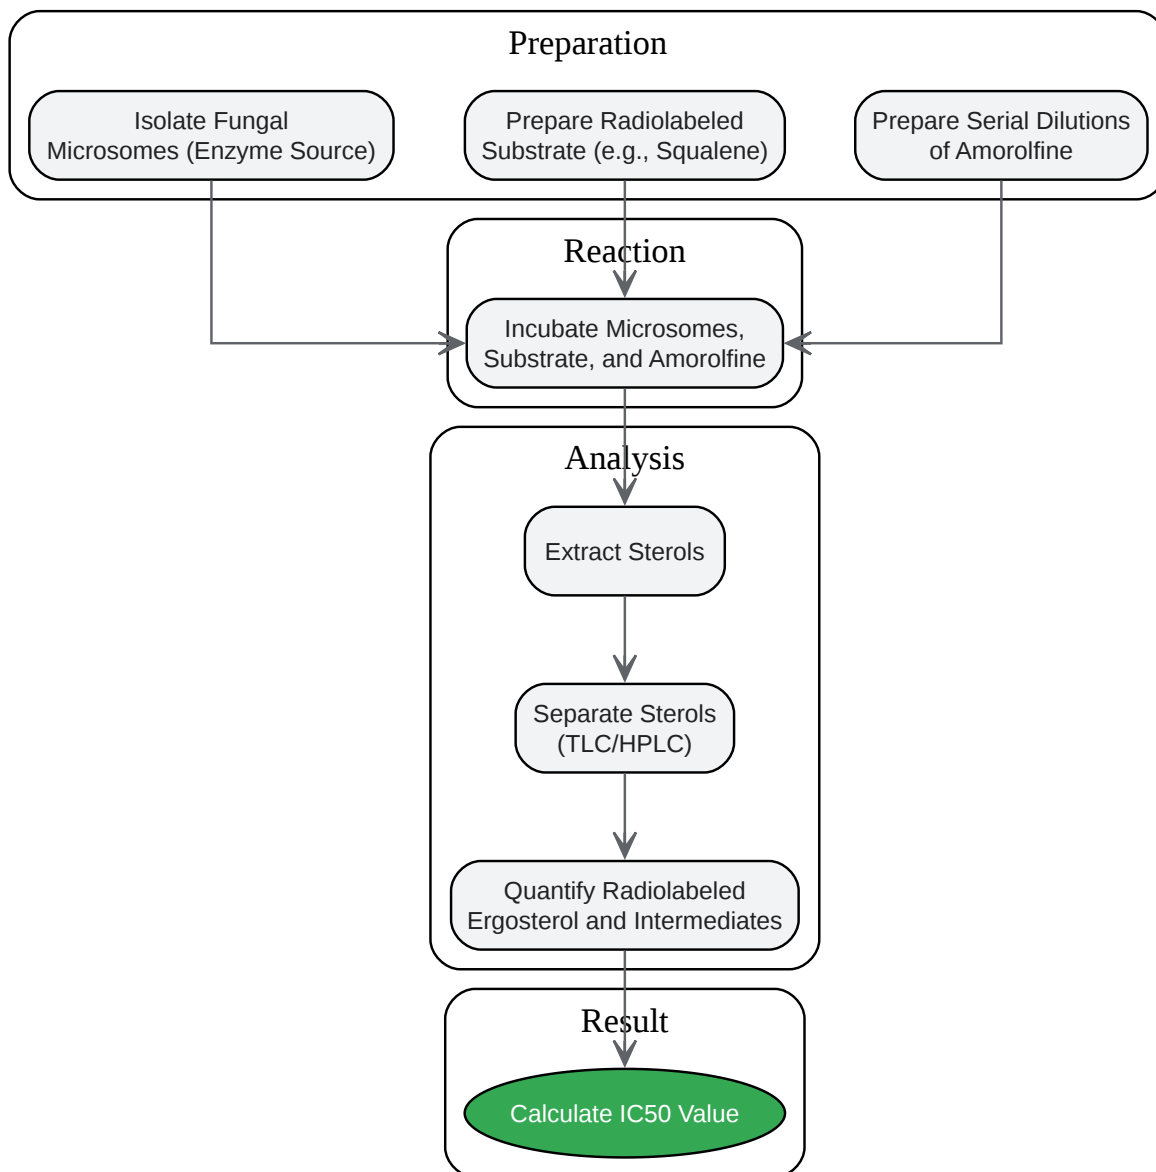 Preparation
Isolate Fungal
Microsomes (Enzyme Source)
Prepare Radiolabeled
Substrate (e.g., Squalene)
Prepare Serial Dilutions
of Amorolfine
Reaction
Incubate Microsomes,
Substrate, and Amorolfine
Analysis
Extract Sterols
Separate Sterols
(TLC/HPLC)
Quantify Radiolabeled
Ergosterol and Intermediates
Result
Calculate IC50 Value